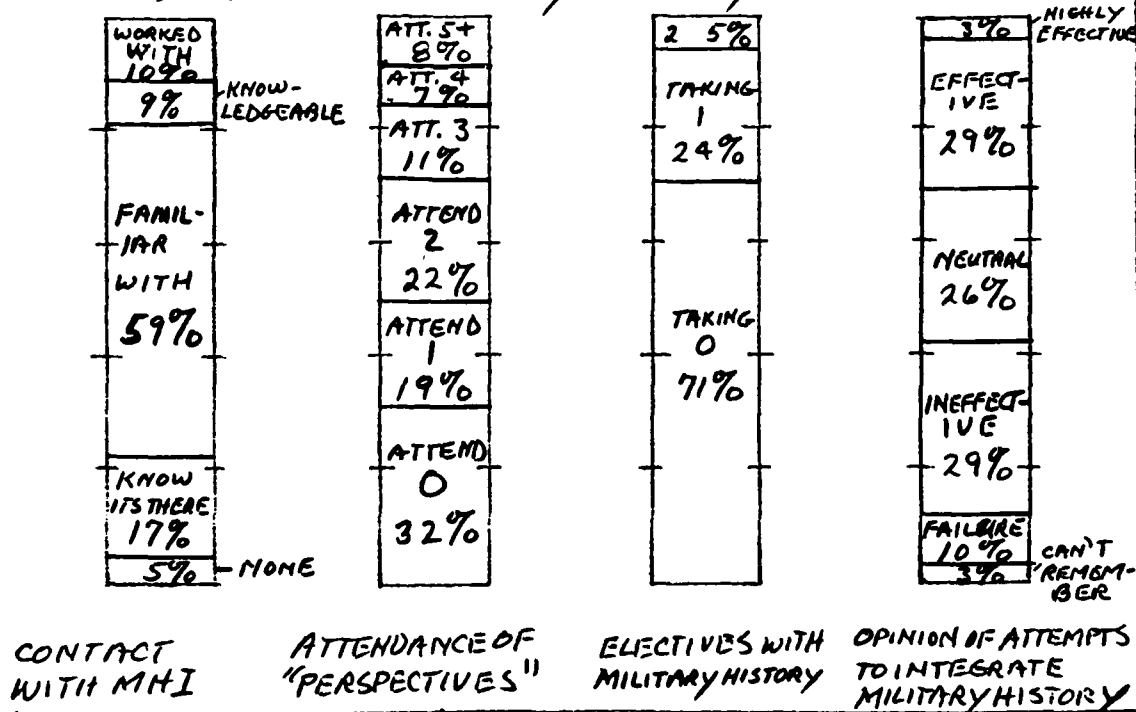 WORKED
WITH
10%
9%
KNOW-
LEDGEABLE
FAMIL-
IAR
WITH
59%
KNOW
ITS THERE
17%
5%
NONE
CONTACT
WITH MHI
ATT. 5+
8%
ATT. 4
7%
ATT. 3
11%
ATTEND
2
22%
ATTEND
1
19%
ATTEND
0
32%
ATTENDANCE OF
"PERSPECTIVES"
2 5%
TAKING
1
24%
TAKING
0
71%
ELECTIVES WITH
MILITARY HISTORY
3%
HIGHLY
EFFECTIVE
EFFECT-
IVE
29%
NEUTRAL
26%
INEFFECT-
IVE
29%
FAILURE
10%
3%
CAN'T
REMEM-
BER
OPINION OF ATTEMPTS
TO INTEGRATE
MILITARY HISTORY